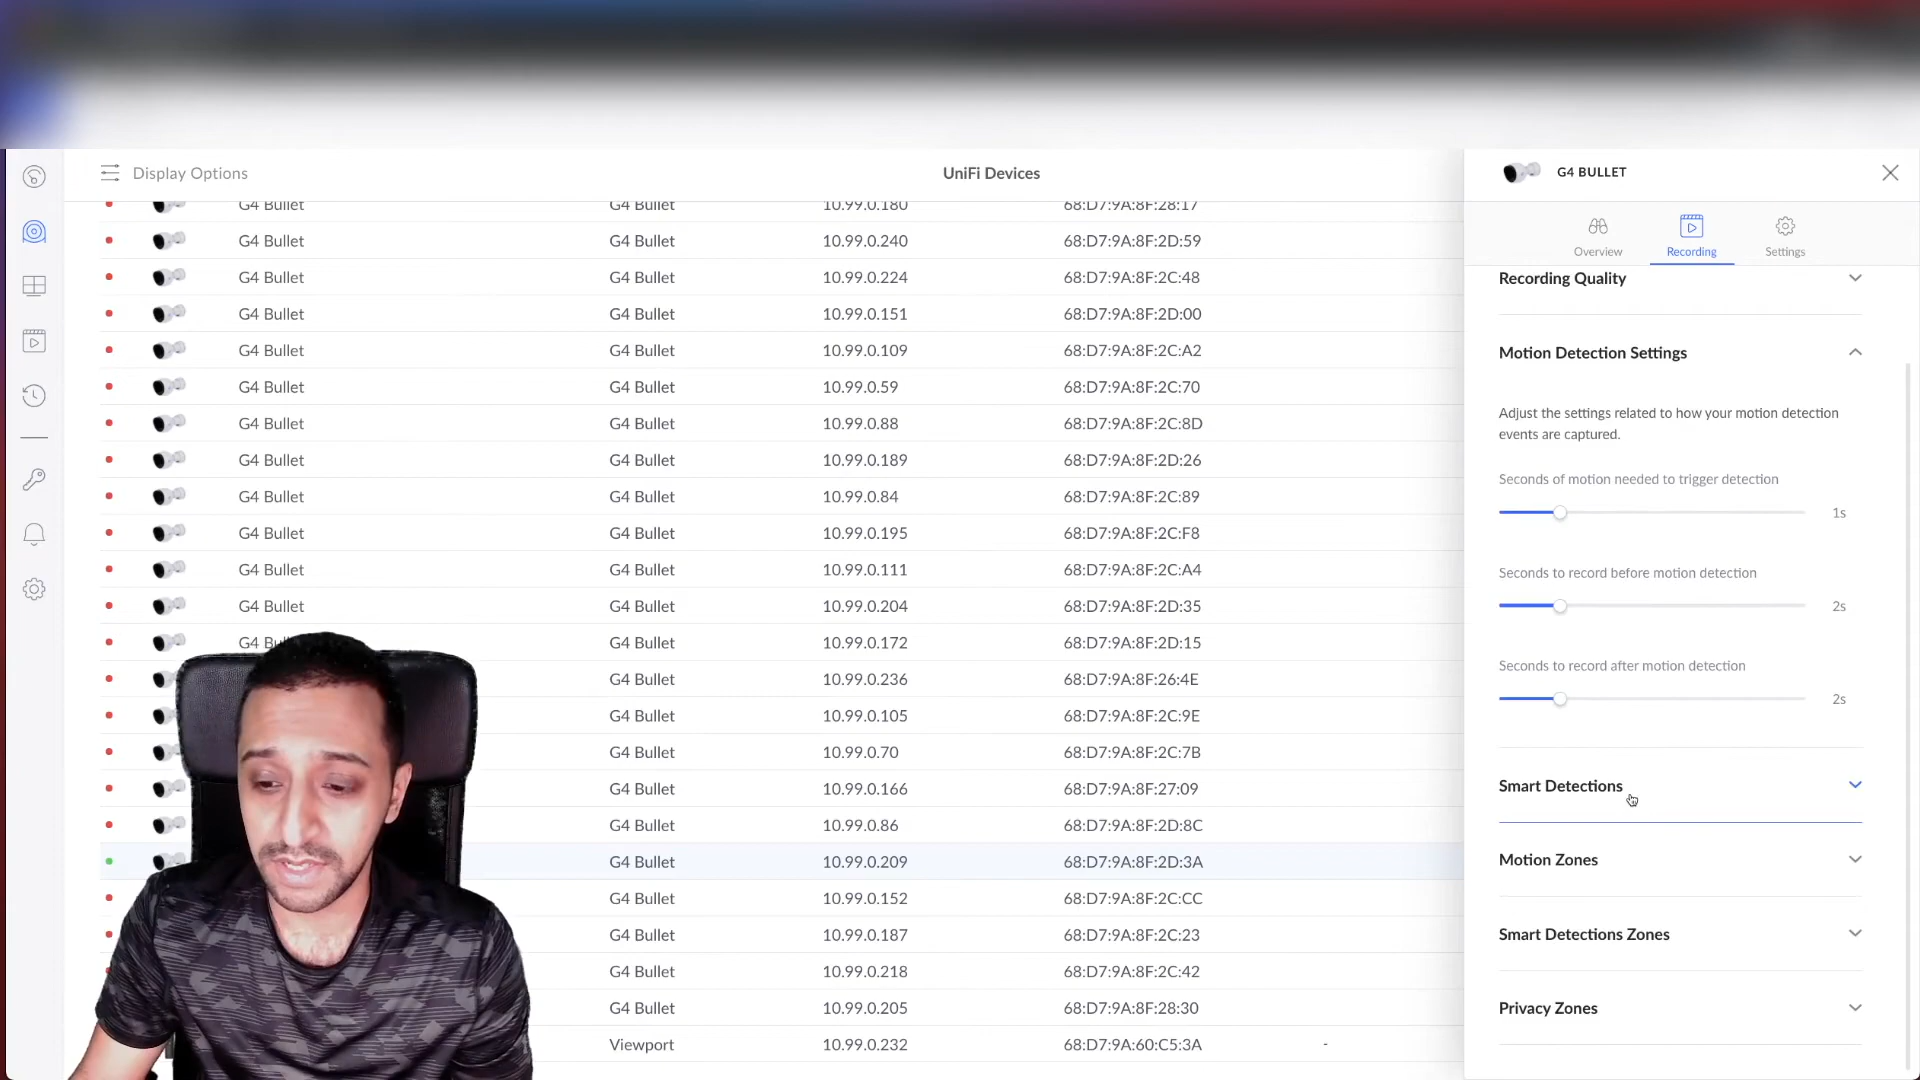 Display Options
UniFi Devices
G4 BULLET
G4 Bullet G4 Bullet 10.99.0.180 68:D7:9A:8F:28:17
G4 Bullet G4 Bullet 10.99.0.240 68:D7:9A:8F:2D:59
G4 Bullet G4 Bullet 10.99.0.224 68:D7:9A:8F:2C:48
G4 Bullet G4 Bullet 10.99.0.151 68:D7:9A:8F:2D:00
G4 Bullet G4 Bullet 10.99.0.109 68:D7:9A:8F:2C:A2
G4 Bullet G4 Bullet 10.99.0.59 68:D7:9A:8F:2C:70
G4 Bullet G4 Bullet 10.99.0.88 68:D7:9A:8F:2C:8D
G4 Bullet G4 Bullet 10.99.0.189 68:D7:9A:8F:2D:26
G4 Bullet G4 Bullet 10.99.0.84 68:D7:9A:8F:2C:89
G4 Bullet G4 Bullet 10.99.0.195 68:D7:9A:8F:2C:F8
G4 Bullet G4 Bullet 10.99.0.111 68:D7:9A:8F:2C:A4
G4 Bullet G4 Bullet 10.99.0.204 68:D7:9A:8F:2D:35
G4 G4 Bullet 10.99.0.172 68:D7:9A:8F:2D:15
G4 Bullet 10.99.0.236 68:D7:9A:8F:26:4E
G4 Bullet 10.99.0.105 68:D7:9A:8F:2C:9E
G4 Bullet 10.99.0.70 68:D7:9A:8F:2C:7B
G4 Bullet 10.99.0.166 68:D7:9A:8F:27:09
G4 Bullet 10.99.0.86 68:D7:9A:8F:2D:8C
G4 Bullet 10.99.0.209 68:D7:9A:8F:2D:3A
G4 Bullet 10.99.0.152 68:D7:9A:8F:2C:CC
G4 Bullet 10.99.0.187 68:D7:9A:8F:2C:23
G4 Bullet 10.99.0.218 68:D7:9A:8F:2C:42
G4 Bullet 10.99.0.205 68:D7:9A:8F:28:30
Viewport 10.99.0.232 68:D7:9A:60:C5:3A -
Overview Recording Settings
Recording Quality
Motion Detection Settings
Adjust the settings related to how your motion detection
events are captured.
Seconds of motion needed to trigger detection
1s
Seconds to record before motion detection
2s
Seconds to record after motion detection
2s
Smart Detections
Motion Zones
Smart Detections Zones
Privacy Zones